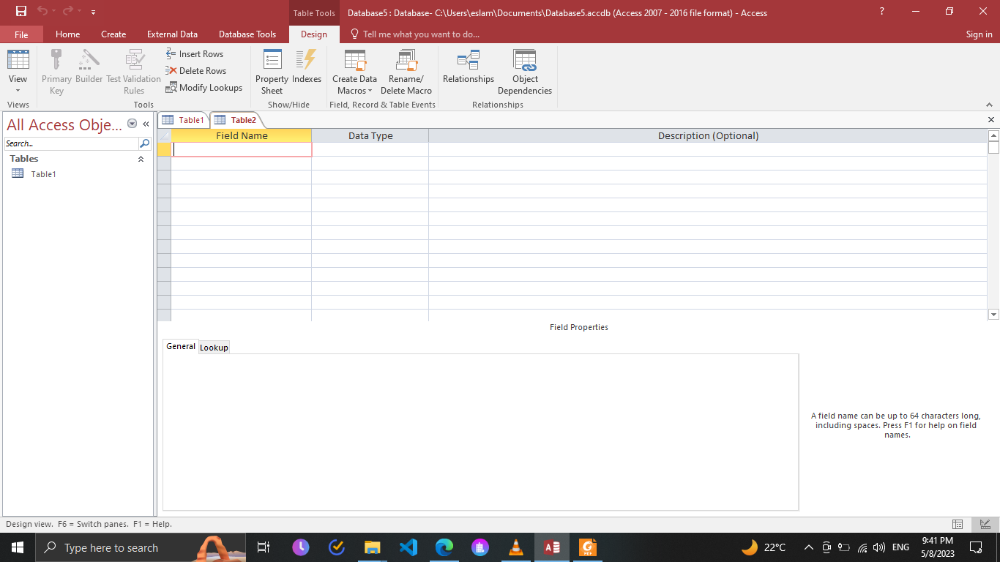 Table Tools
Database5 : Database- C:\Users\eslam\Documents\Database5.accdb (Access 2007 - 2016 file format) - Access
?
File
Home
Create
External Data
Database Tools
Design
Tell me what you want to do...
Sign in
View
Primary Key
Builder
Test Validation Rules
Insert Rows
Delete Rows
Modify Lookups
Property Sheet
Indexes
Create Data Macros
Rename/ Delete Macro
Relationships
Object Dependencies
Views
Tools
Show/Hide
Field, Record & Table Events
Relationships
All Access Obje...
Search...
Tables
Table1
Table1
Table2
Field Name
Data Type
Description (Optional)
Field Properties
General
Lookup
A field name can be up to 64 characters long,
including spaces. Press F1 for help on field
names.
Design view.  F6 = Switch panes.  F1 = Help.
Type here to search
PDF
22°C
ENG
9:41 PM
5/8/2023